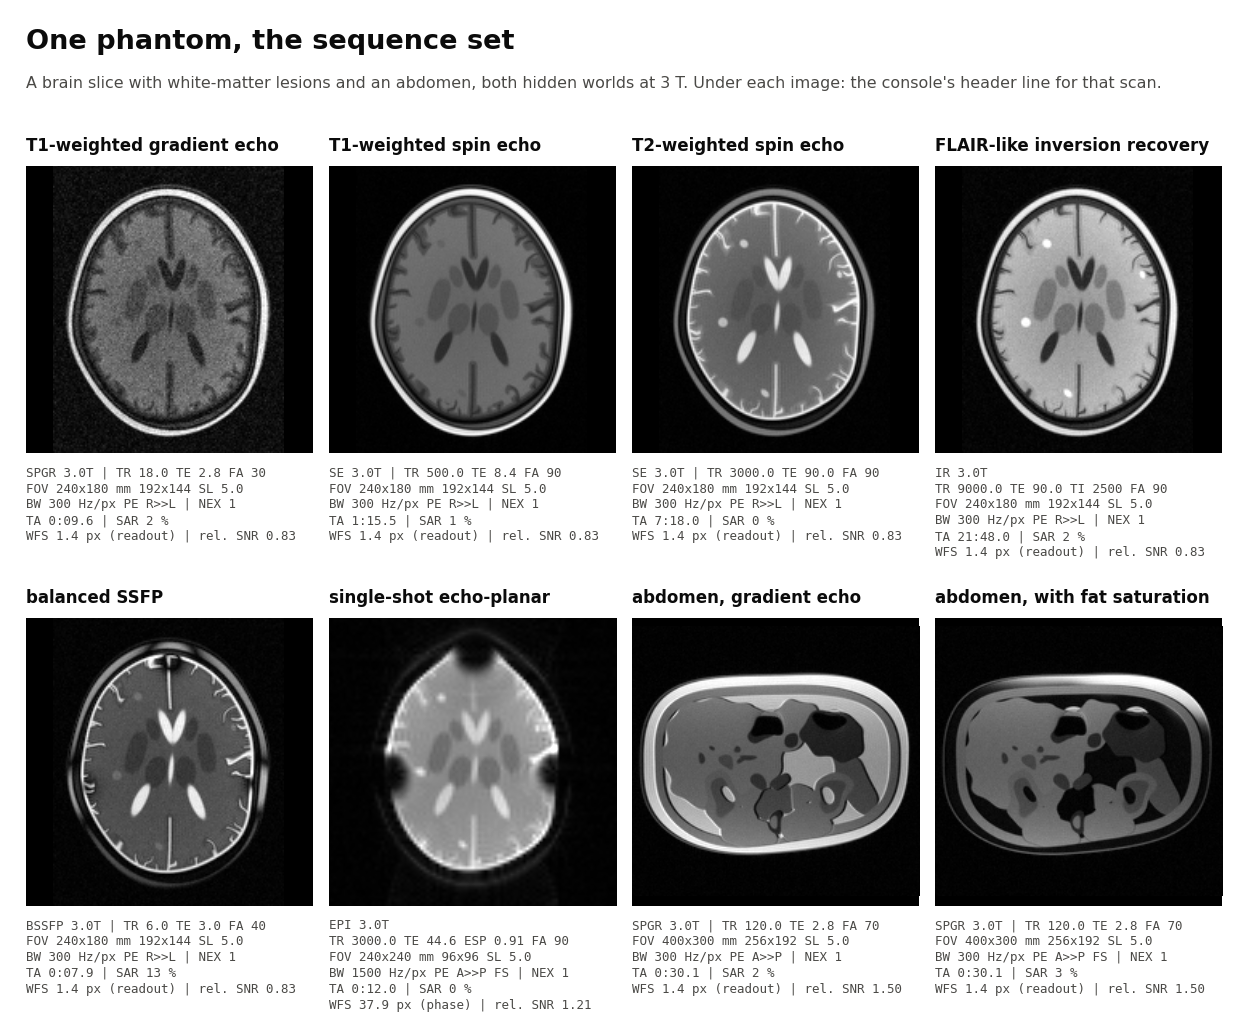 One phantom, the sequence set
A brain slice with white-matter lesions and an abdomen, both hidden worlds at 3 T. Under each image: the console's header line for that scan.
T1-weighted gradient echo
SPGR 3.0T | TR 18.0 TE 2.8 FA 30
FOV 240x180 mm 192x144 SL 5.0
BW 300 Hz/px PE R>>L | NEX 1
TA 0:09.6 | SAR 2 %
WFS 1.4 px (readout) | rel. SNR 0.83
T1-weighted spin echo
SE 3.0T | TR 500.0 TE 8.4 FA 90
FOV 240x180 mm 192x144 SL 5.0
BW 300 Hz/px PE R>>L | NEX 1
TA 1:15.5 | SAR 1 %
WFS 1.4 px (readout) | rel. SNR 0.83
T2-weighted spin echo
SE 3.0T | TR 3000.0 TE 90.0 FA 90
FOV 240x180 mm 192x144 SL 5.0
BW 300 Hz/px PE R>>L | NEX 1
TA 7:18.0 | SAR 0 %
WFS 1.4 px (readout) | rel. SNR 0.83
FLAIR-like inversion recovery
IR 3.0T
TR 9000.0 TE 90.0 TI 2500 FA 90
FOV 240x180 mm 192x144 SL 5.0
BW 300 Hz/px PE R>>L | NEX 1
TA 21:48.0 | SAR 2 %
WFS 1.4 px (readout) | rel. SNR 0.83
balanced SSFP
BSSFP 3.0T | TR 6.0 TE 3.0 FA 40
FOV 240x180 mm 192x144 SL 5.0
BW 300 Hz/px PE R>>L | NEX 1
TA 0:07.9 | SAR 13 %
WFS 1.4 px (readout) | rel. SNR 0.83
single-shot echo-planar
EPI 3.0T
TR 3000.0 TE 44.6 ESP 0.91 FA 90
FOV 240x240 mm 96x96 SL 5.0
BW 1500 Hz/px PE A>>P FS | NEX 1
TA 0:12.0 | SAR 0 %
WFS 37.9 px (phase) | rel. SNR 1.21
abdomen, gradient echo
SPGR 3.0T | TR 120.0 TE 2.8 FA 70
FOV 400x300 mm 256x192 SL 5.0
BW 300 Hz/px PE A>>P | NEX 1
TA 0:30.1 | SAR 2 %
WFS 1.4 px (readout) | rel. SNR 1.50
abdomen, with fat saturation
SPGR 3.0T | TR 120.0 TE 2.8 FA 70
FOV 400x300 mm 256x192 SL 5.0
BW 300 Hz/px PE A>>P FS | NEX 1
TA 0:30.1 | SAR 3 %
WFS 1.4 px (readout) | rel. SNR 1.50